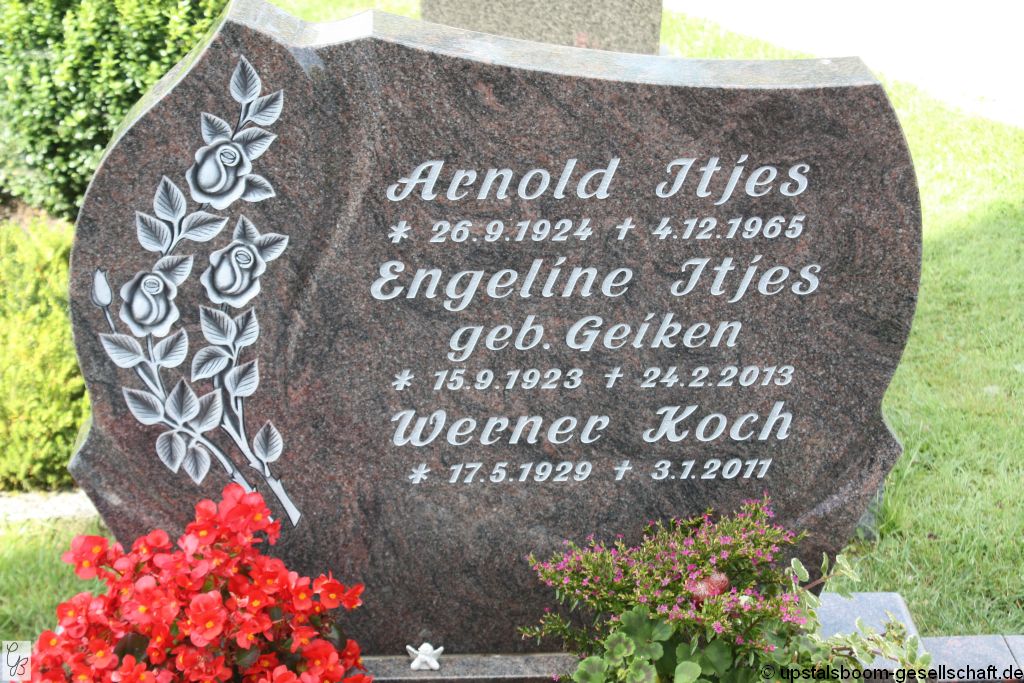 Arnold Itjes
* 26.9.1924 † 4.12.1965
Engeline Itjes
geb. Geiken
* 15.9.1923 † 24.2.2013
Werner Koch
* 17.5.1929 † 3.1.2011
GB
© upstalsboom-gesellschaft.de